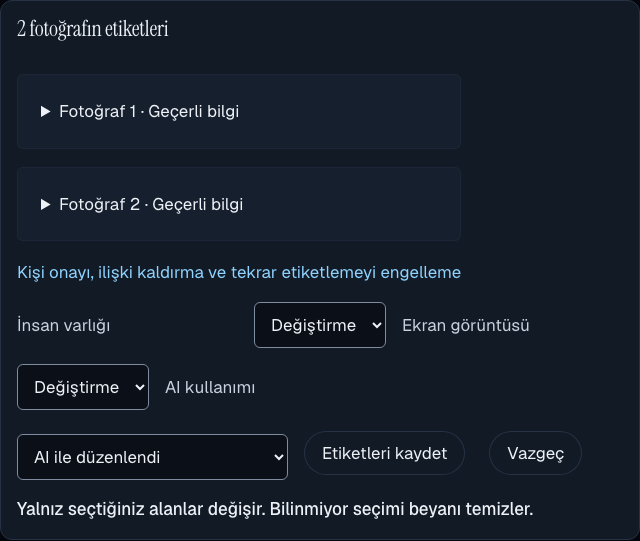 2 fotoğrafın etiketleri
Fotoğraf 1 · Geçerli bilgi
Fotoğraf 2 · Geçerli bilgi
Kişi onayı, ilişki kaldırma ve tekrar etiketlemeyi engelleme
İnsan varlığı Değiştirme Ekran görüntüsü
Değiştirme AI kullanımı
AI ile düzenlendi Etiketleri kaydet Vazgeç
Yalnız seçtiğiniz alanlar değişir. Bilinmiyor seçimi beyanı temizler.